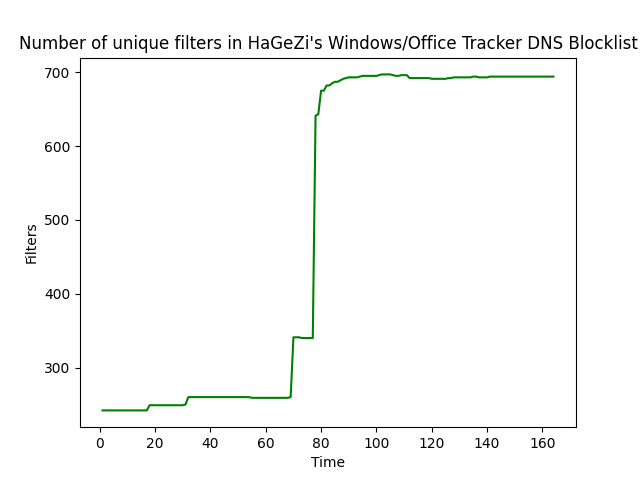 Number of unique filters in HaGeZi's Windows/Office Tracker DNS Blocklist
700
600
500
400
300
Filters
0 20 40 60 80 100 120 140 160
Time